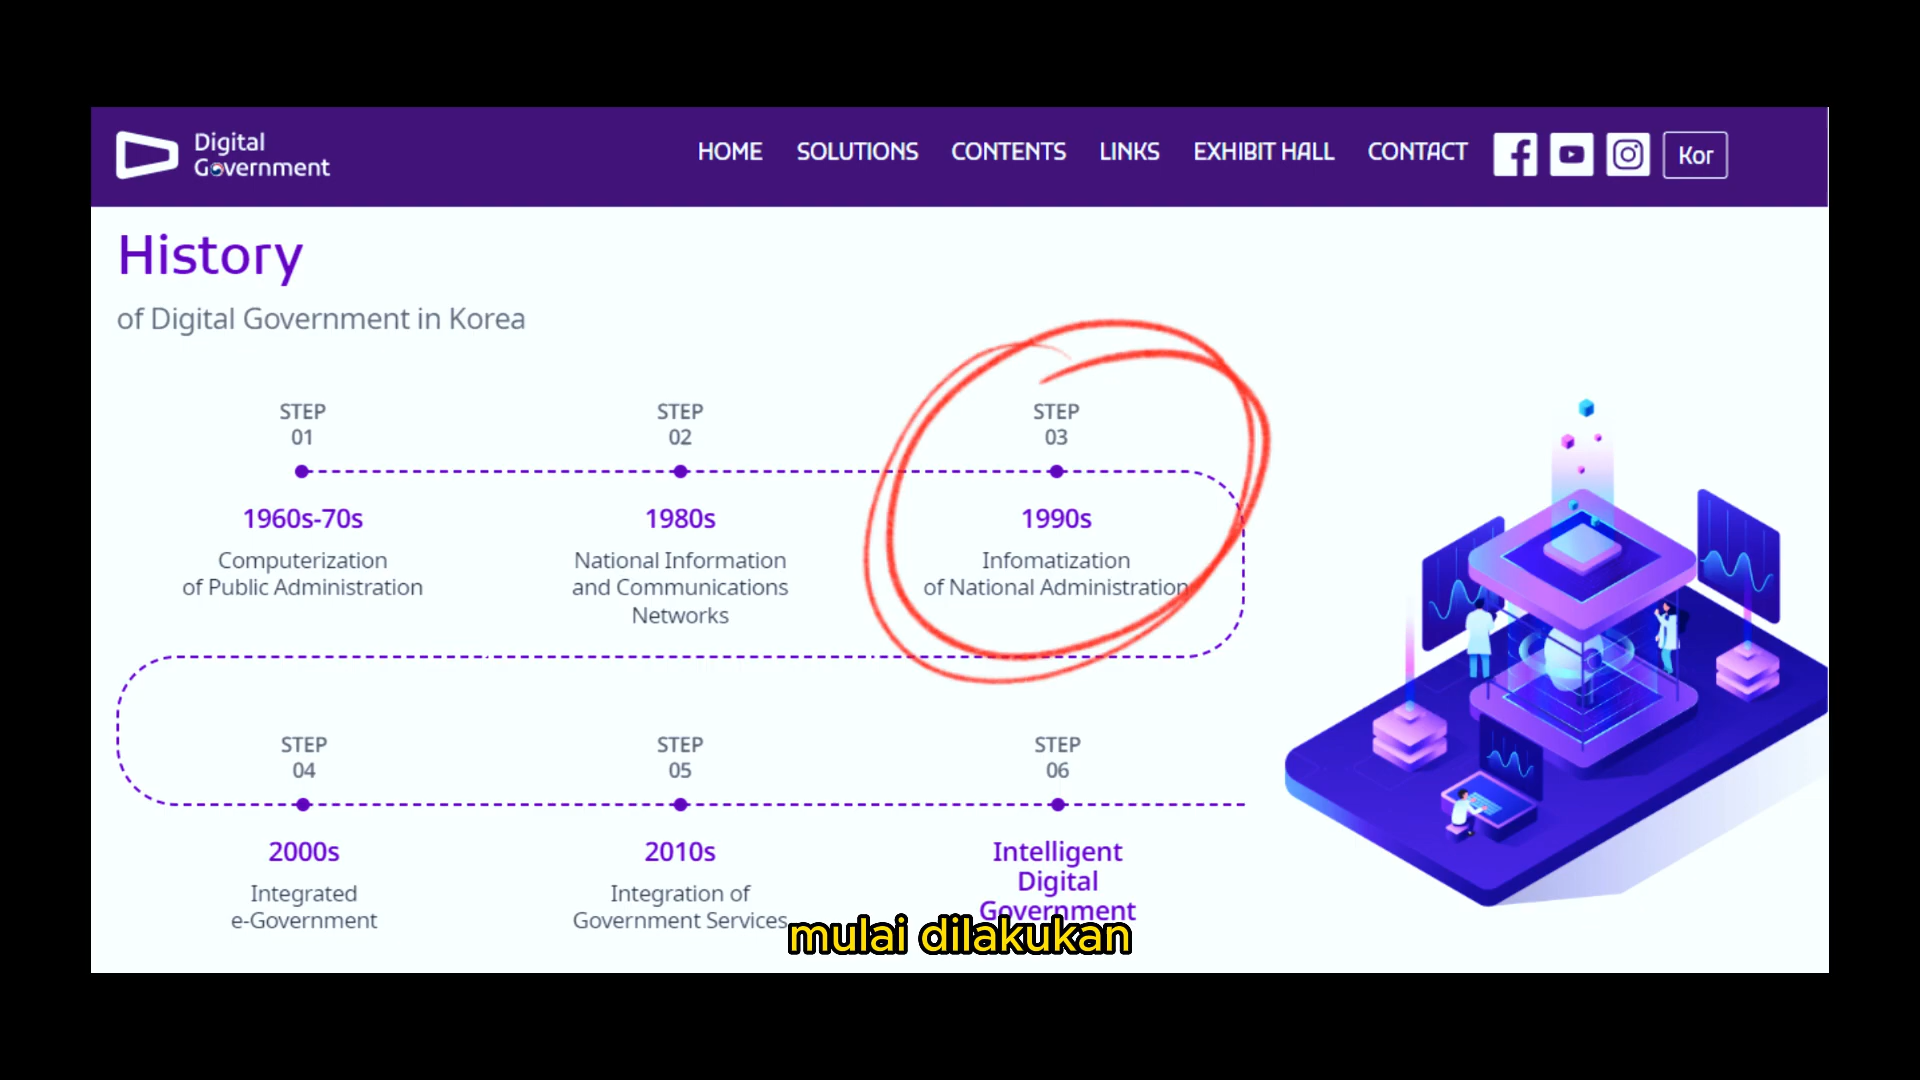 Digital
Government
HOME SOLUTIONS CONTENTS LINKS EXHIBIT HALL CONTACT Kor
History
of Digital Government in Korea
STEP
01
1960s-70s
Computerization
of Public Administration
STEP
02
1980s
National Information
and Communications
Networks
STEP
03
1990s
Infomatization
of National Administration
STEP
04
2000s
Integrated
e-Government
STEP
05
2010s
Integration of
Government Services
STEP
06
Intelligent
Digital
Government
mulai dilakukan